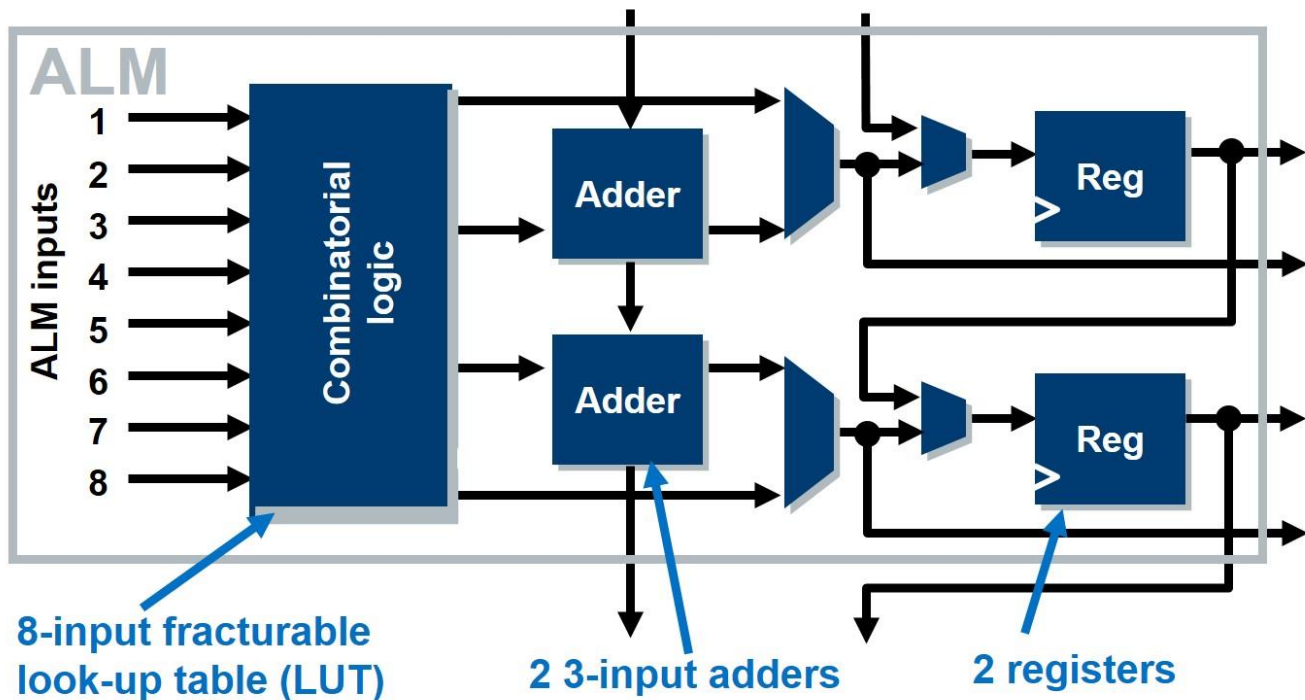 ALM
ALM inputs
1
2
3
4
5
6
7
8
Combinatorial
logic
Adder
Adder
Reg
Reg
8-input fracturable
look-up table (LUT)
2 3-input adders
2 registers